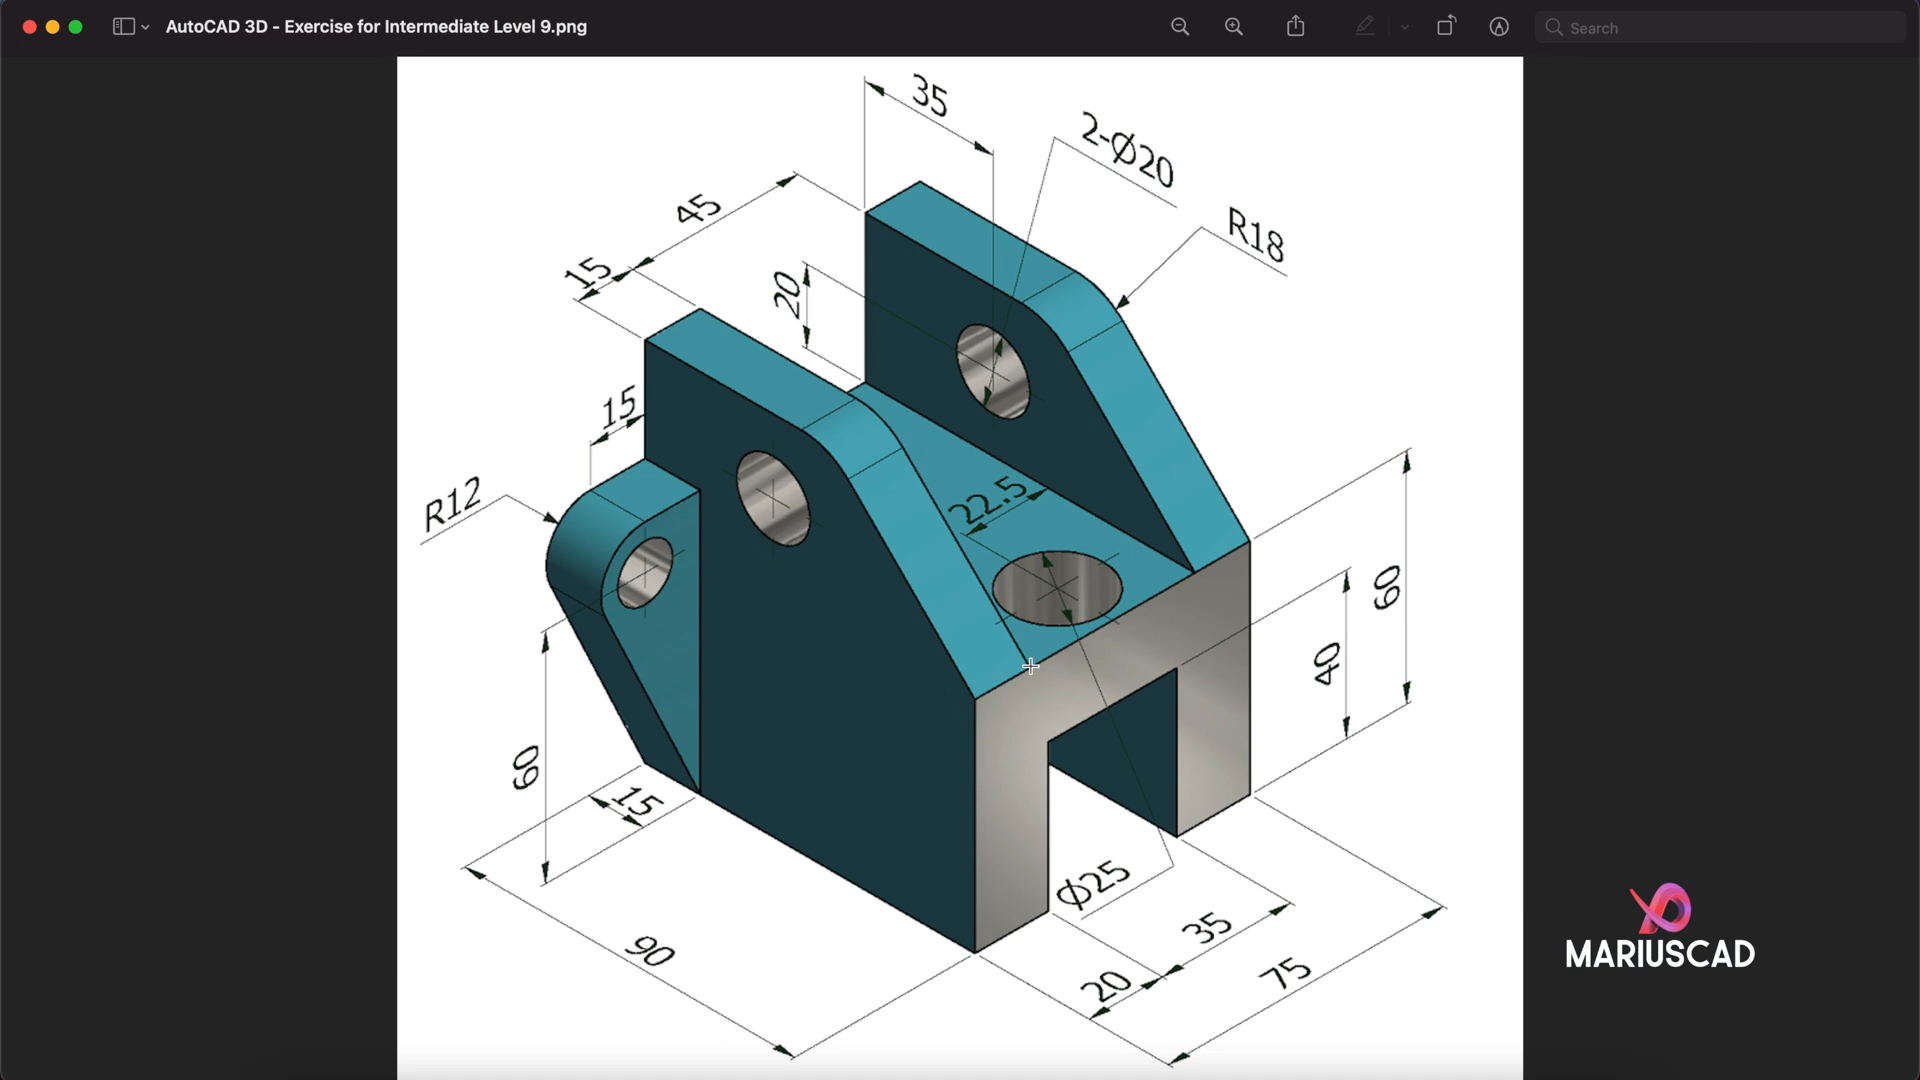 AutoCAD 3D - Exercise for Intermediate Level 9.png
Search
35
2-Ø20
45
R18
15
20
15
R12
22.5
60
40
60
15
Ø25
35
90
20
75
MARIUSCAD